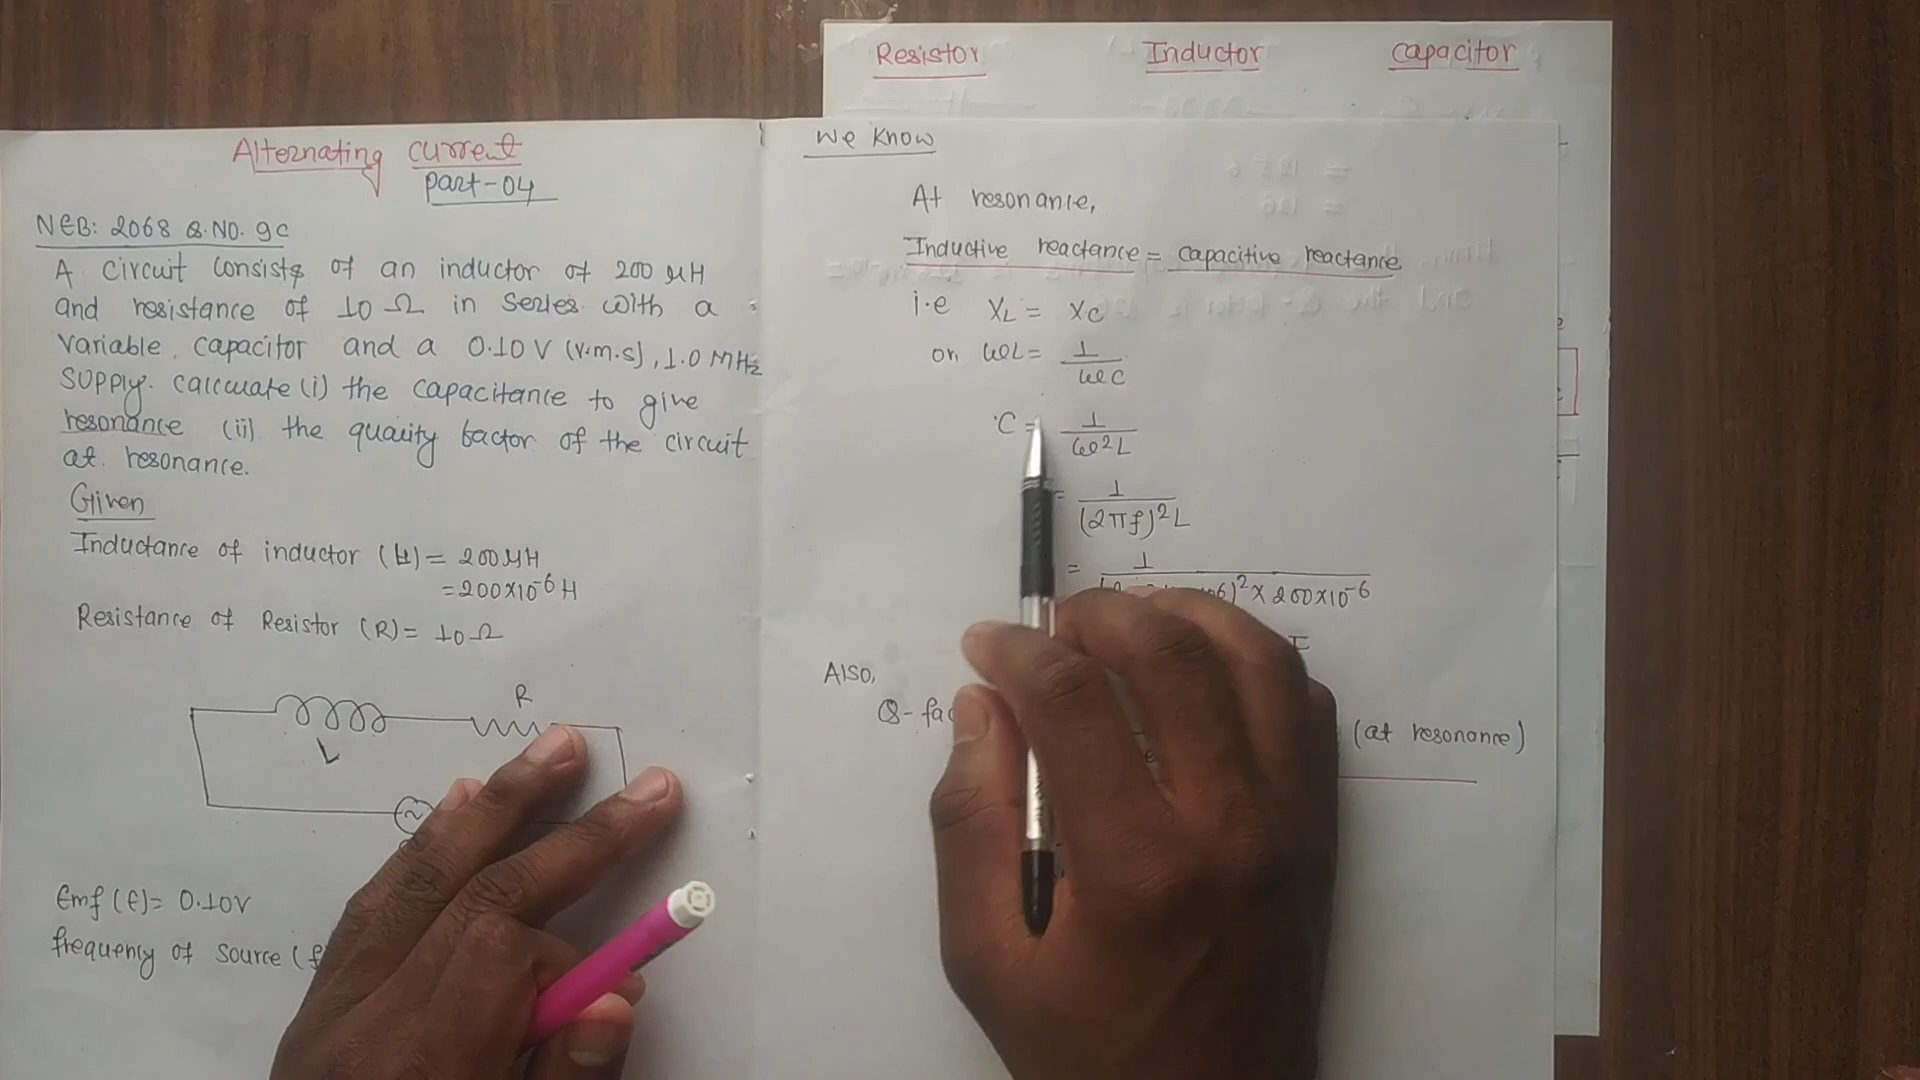 Resistor Inductor Capacitor
Alternating current
part-04
NEB: 2068 Q.NO. 9C
A circuit consists of an inductor of 200 μH
and resistance of 10 Ω in series with a
variable capacitor and a 0.10 V (r.m.s), 1.0 MHz
supply. calculate (i) the capacitance to give
resonance (ii) the quality factor of the circuit
at resonance.
Given
Inductance of inductor (L) = 200 μH
= 200×10⁻⁶ H
Resistance of Resistor (R) = 10 Ω
R
L
~
Emf (E) = 0.10V
frequency of source (f
We Know
At resonance,
Inductive reactance = capacitive reactance
i.e XL = XC
or, ωL = 1/ωC
C = 1/ω²L
= 1/(2πf)²L
= 1/ 06)² × 200×10⁻⁶
F
Also,
Q- fac
(at resonance)